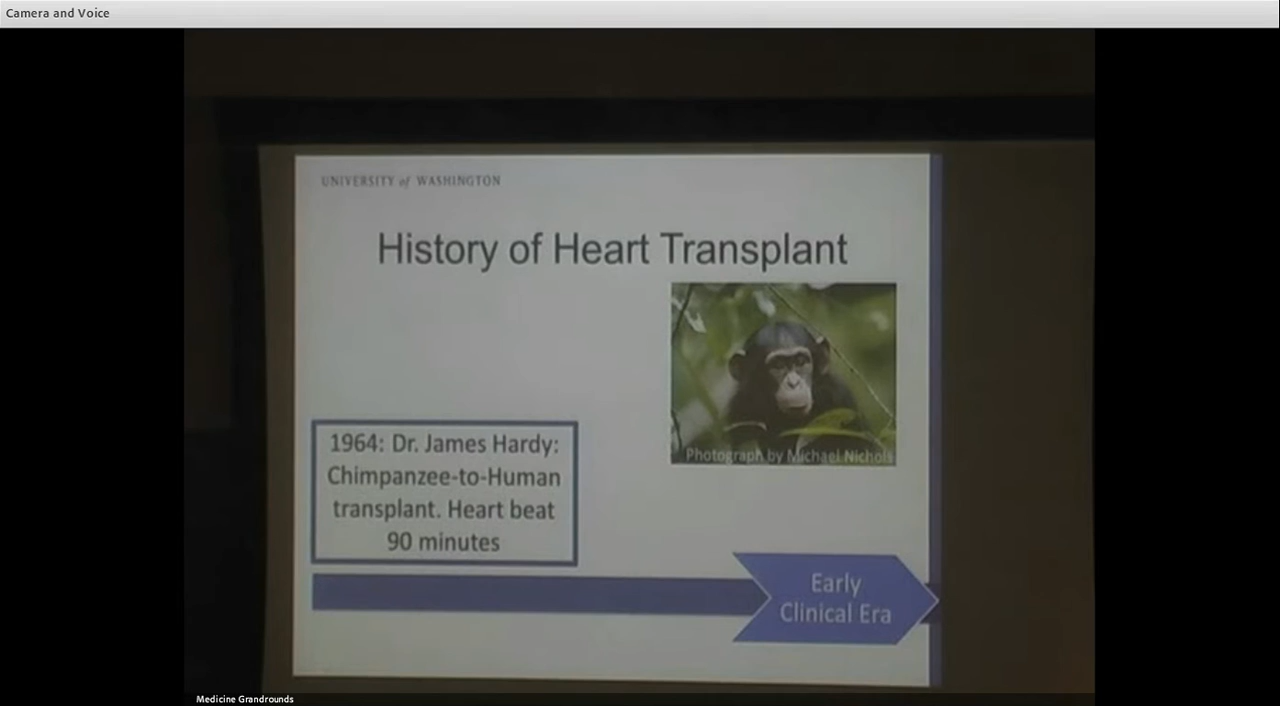 Camera and Voice
UNIVERSITY of WASHINGTON
History of Heart Transplant
Photograph by Michael Nichols
1964: Dr. James Hardy:
Chimpanzee-to-Human
transplant. Heart beat
90 minutes
Early
Clinical Era
Medicine Grandrounds